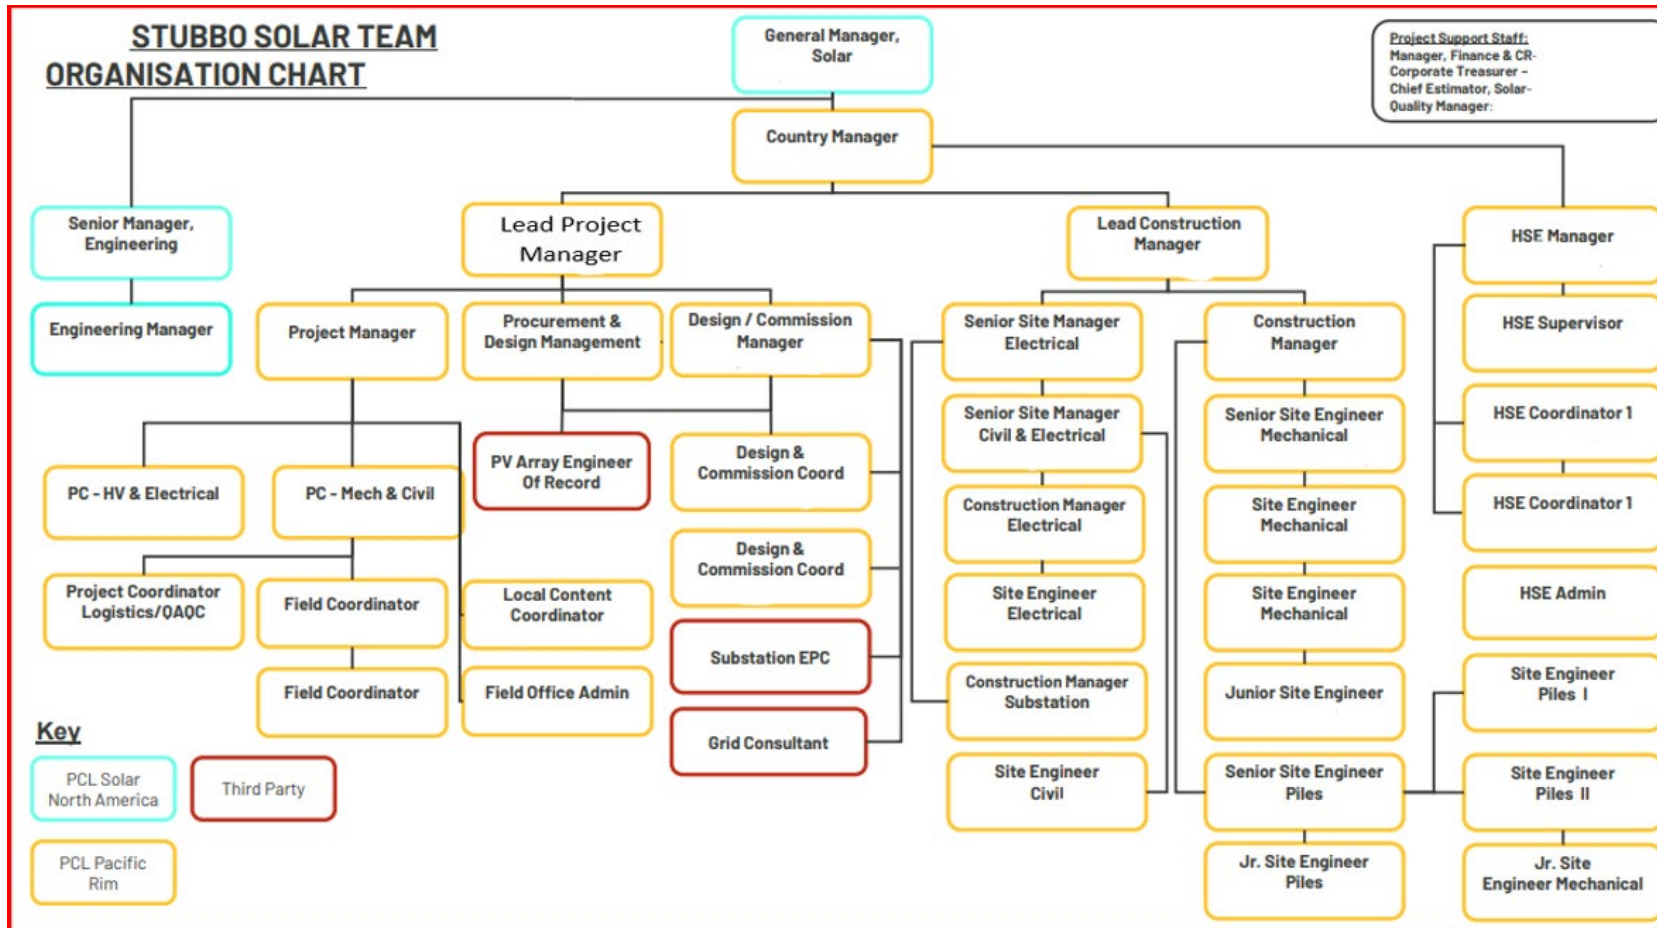 STUBBO SOLAR TEAM
ORGANISATION CHART
General Manager,
Solar
Project Support Staff:
Manager, Finance & CR-
Corporate Treasurer –
Chief Estimator, Solar-
Quality Manager:
Country Manager
Senior Manager,
Engineering
Lead Project
Manager
Lead Construction
Manager
HSE Manager
Engineering Manager
Project Manager
Procurement &
Design Management
Design / Commission
Manager
Senior Site Manager
Electrical
Construction
Manager
HSE Supervisor
Senior Site Manager
Civil & Electrical
Senior Site Engineer
Mechanical
HSE Coordinator 1
PC - HV & Electrical
PC - Mech & Civil
PV Array Engineer
Of Record
Design &
Commission Coord
Construction Manager
Electrical
Site Engineer
Mechanical
HSE Coordinator 1
Project Coordinator
Logistics/QAQC
Field Coordinator
Local Content
Coordinator
Design &
Commission Coord
Site Engineer
Electrical
Site Engineer
Mechanical
HSE Admin
Field Coordinator
Field Office Admin
Substation EPC
Construction Manager
Substation
Junior Site Engineer
Site Engineer
Piles I
Grid Consultant
Site Engineer
Civil
Senior Site Engineer
Piles
Site Engineer
Piles II
Jr. Site Engineer
Piles
Jr. Site
Engineer Mechanical
Key
PCL Solar
North America
Third Party
PCL Pacific
Rim